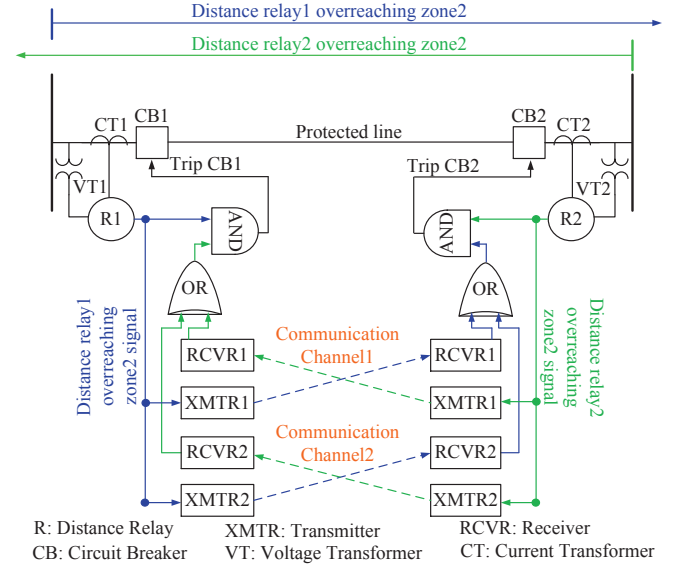 Distance relay1 overreaching zone2
Distance relay2 overreaching zone2
CT1
CB1
Protected line
CB2
CT2
VT1
Trip CB1
Trip CB2
VT2
R1
AND
AND
R2
OR
OR
Distance relay1
overreaching
zone2 signal
Distance relay2
overreaching
zone2 signal
Communication
Channel1
RCVR1
RCVR1
XMTR1
XMTR1
Communication
Channel2
RCVR2
RCVR2
XMTR2
XMTR2
R: Distance Relay
XMTR: Transmitter
RCVR: Receiver
CB: Circuit Breaker
VT: Voltage Transformer
CT: Current Transformer